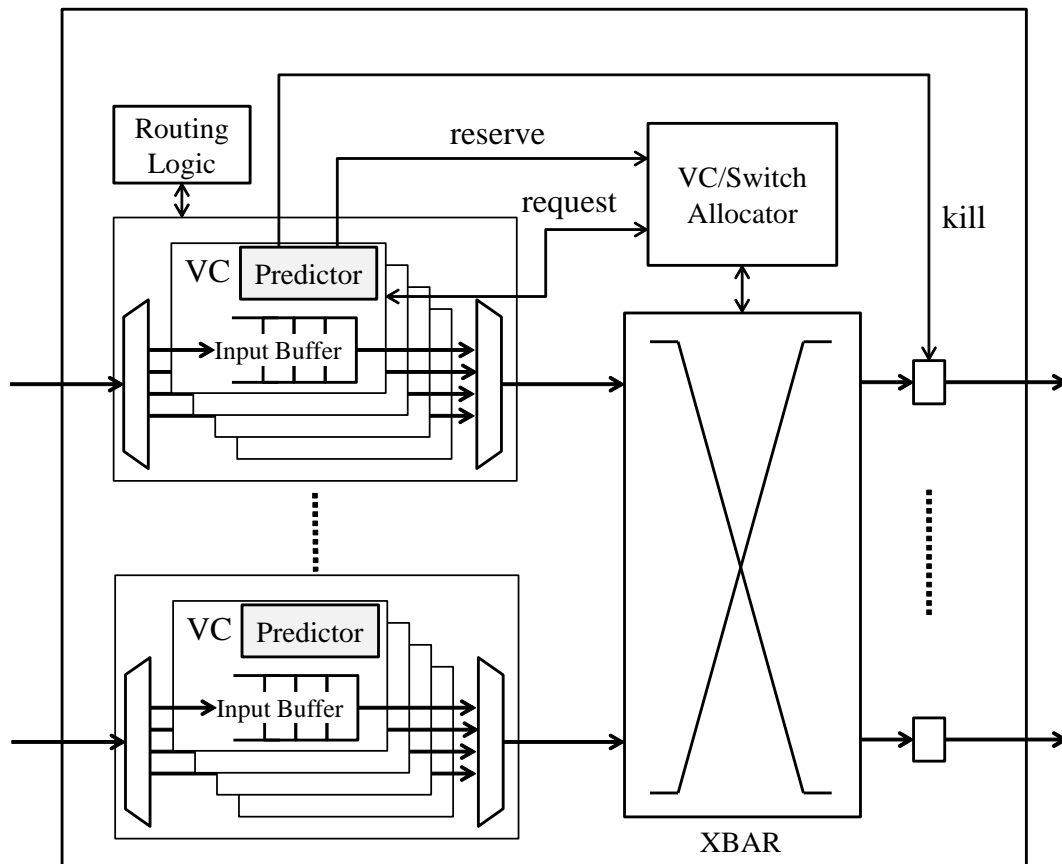 Routing
Logic
reserve
VC/Switch
Allocator
request
kill
VC
Predictor
Input Buffer
VC
Predictor
Input Buffer
XBAR